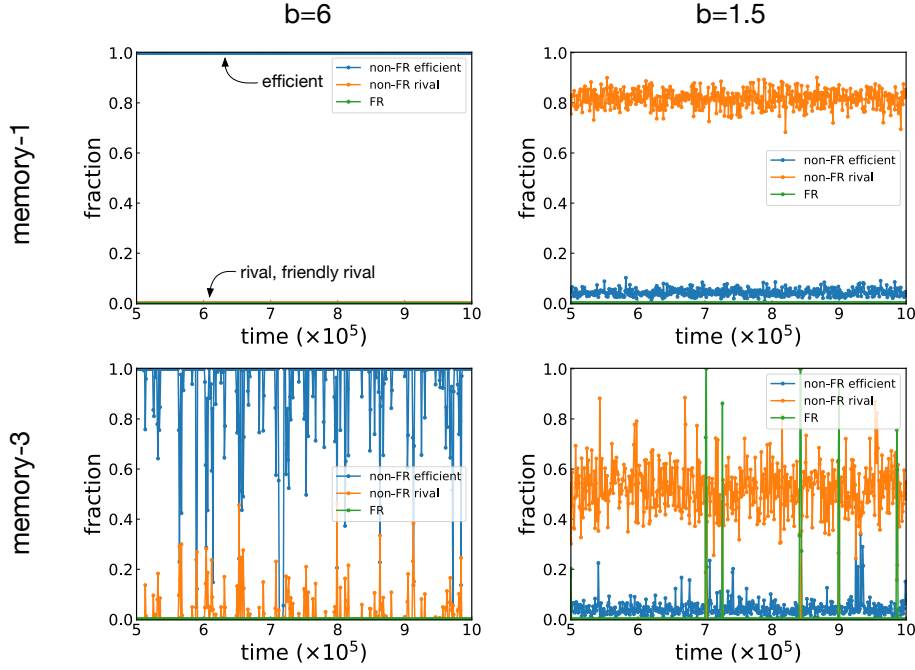 b=6
b=1.5
memory-1
fraction
1.0
0.8
0.6
0.4
0.2
0.0
efficient
non-FR efficient
non-FR rival
FR
rival, friendly rival
5 6 7 8 9 10
time (×10⁵)
fraction
1.0
0.8
0.6
0.4
0.2
0.0
non-FR efficient
non-FR rival
FR
5 6 7 8 9 10
time (×10⁵)
memory-3
fraction
1.0
0.8
0.6
0.4
0.2
0.0
non-FR efficient
non-FR rival
FR
5 6 7 8 9 10
time (×10⁵)
fraction
1.0
0.8
0.6
0.4
0.2
0.0
non-FR efficient
non-FR rival
FR
5 6 7 8 9 10
time (×10⁵)